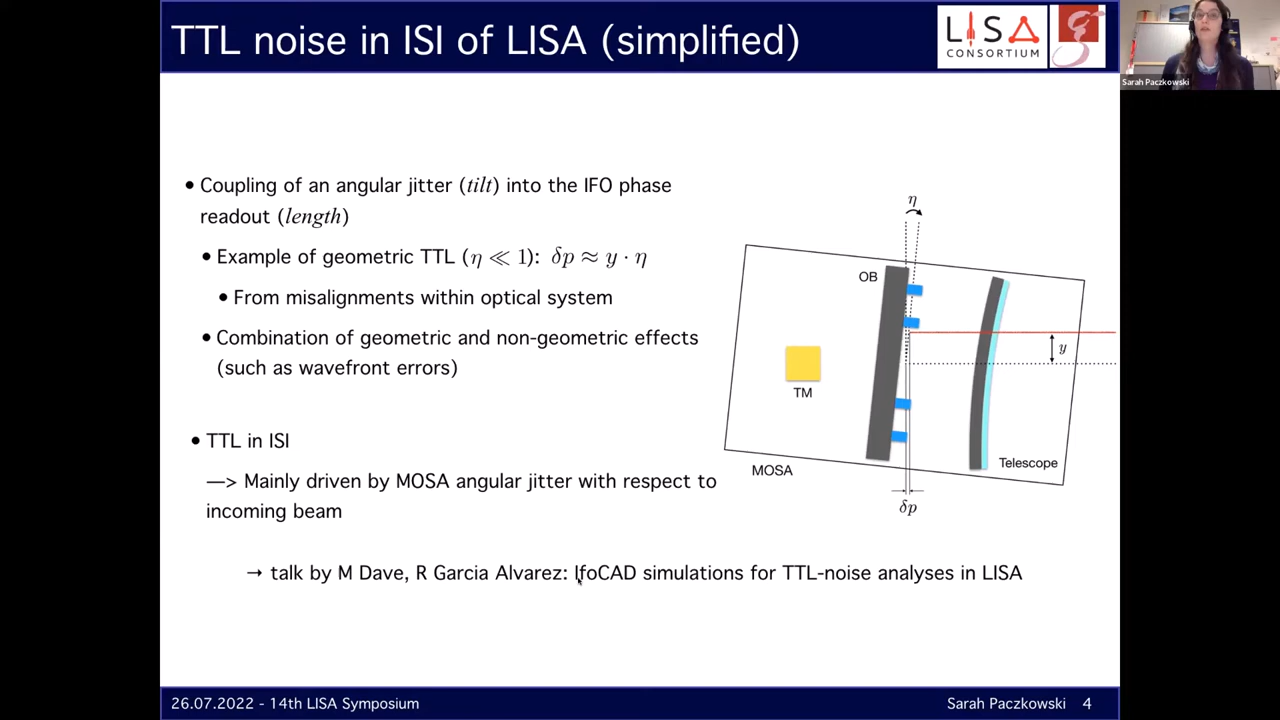 TTL noise in ISI of LISA (simplified)
LISA
CONSORTIUM
Sarah Paczkowski
• Coupling of an angular jitter (tilt) into the IFO phase
readout (length)
• Example of geometric TTL (η ≪ 1): δp ≈ y · η
• From misalignments within optical system
• Combination of geometric and non-geometric effects
(such as wavefront errors)
• TTL in ISI
—> Mainly driven by MOSA angular jitter with respect to
incoming beam
η
OB
y
TM
Telescope
MOSA
δp
→ talk by M Dave, R Garcia Alvarez: IfoCAD simulations for TTL-noise analyses in LISA
26.07.2022 - 14th LISA Symposium
Sarah Paczkowski 4